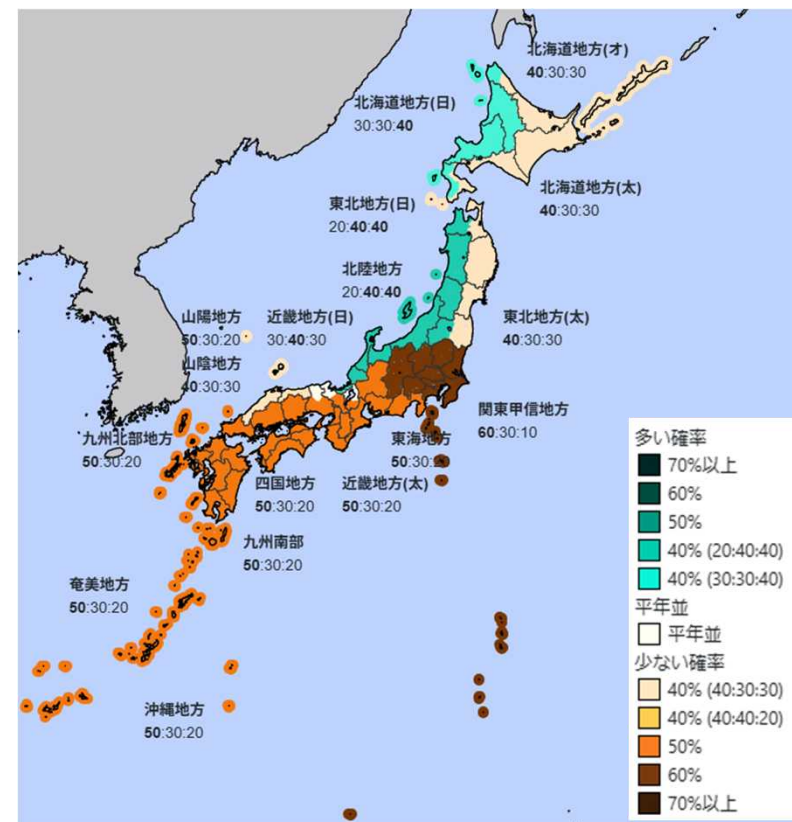 北海道地方(オ)
40:30:30
北海道地方(日)
30:30:40
北海道地方(太)
40:30:30
東北地方(日)
20:40:40
北陸地方
20:40:40
山陽地方
50:30:20
近畿地方(日)
30:40:30
東北地方(太)
40:30:30
山陰地方
40:30:30
関東甲信地方
60:30:10
九州北部地方
50:30:20
東海地方
50:30:
四国地方
50:30:20
近畿地方(太)
50:30:20
九州南部
50:30:20
奄美地方
50:30:20
沖縄地方
50:30:20
多い確率
70%以上
60%
50%
40% (20:40:40)
40% (30:30:40)
平年並
平年並
少ない確率
40% (40:30:30)
40% (40:40:20)
50%
60%
70%以上